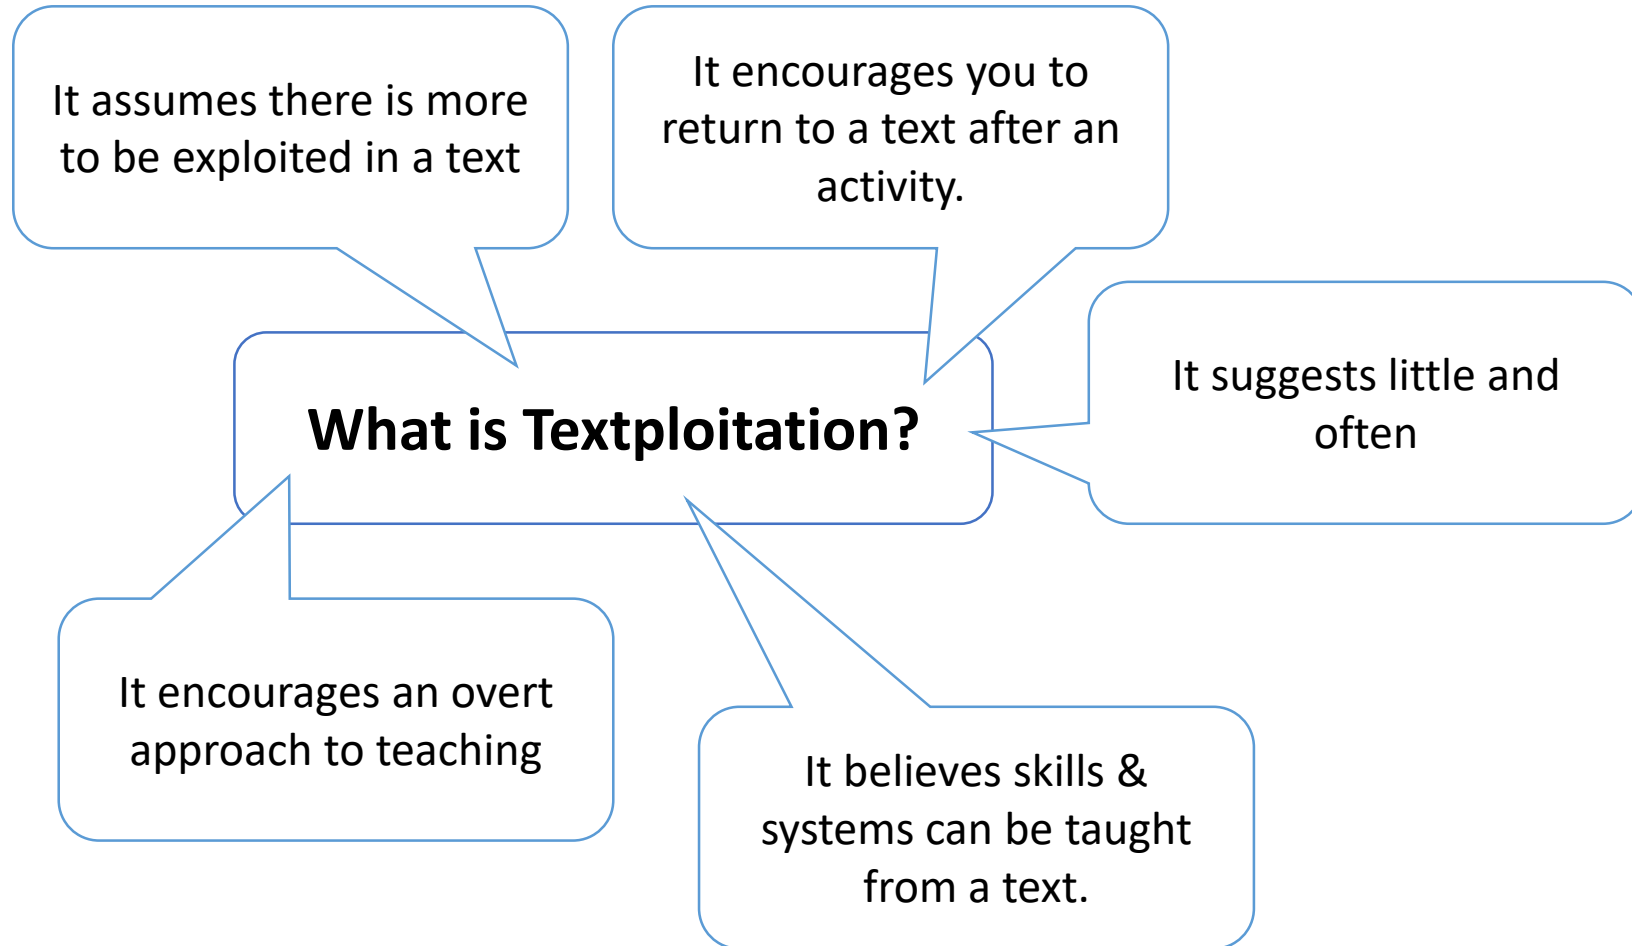 It assumes there is more
to be exploited in a text
It encourages you to
return to a text after an
activity.
It suggests little and
often
What is Textploitation?
It encourages an overt
approach to teaching
It believes skills &
systems can be taught
from a text.